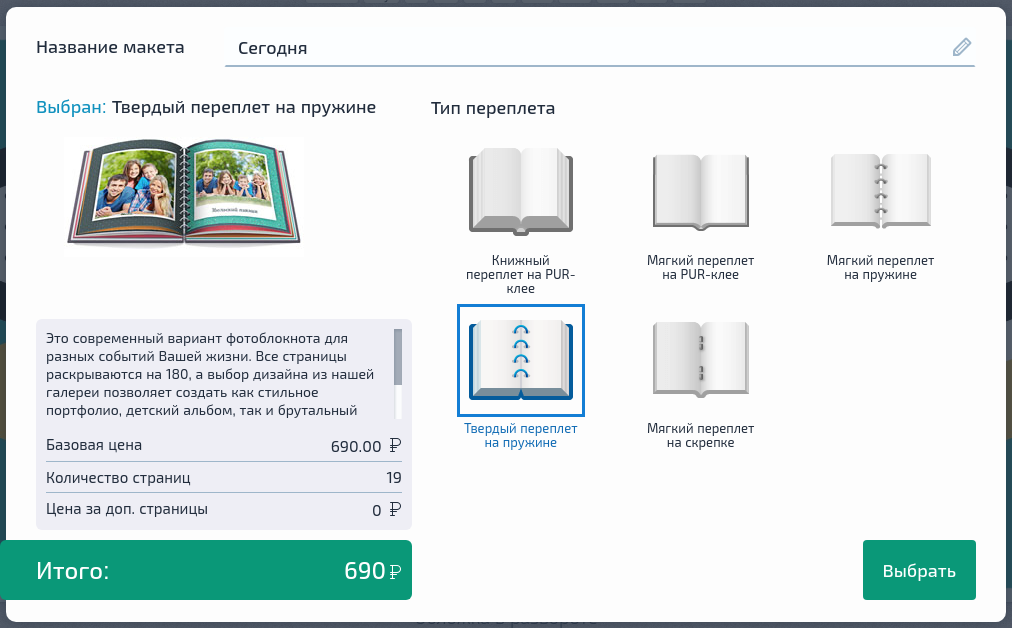 Название макета
Сегодня
Выбран: Твердый переплет на пружине
Тип переплета
Книжный
переплет на PUR-
клее
Мягкий переплет
на PUR-клее
Мягкий переплет
на пружине
Твердый переплет
на пружине
Мягкий переплет
на скрепке
Это современный вариант фотоблокнота для
разных событий Вашей жизни. Все страницы
раскрываются на 180, а выбор дизайна из нашей
галереи позволяет создать как стильное
портфолио, детский альбом, так и брутальный
Базовая цена 690.00 ₽
Количество страниц 19
Цена за доп. страницы 0 ₽
Итого: 690 ₽
Выбрать